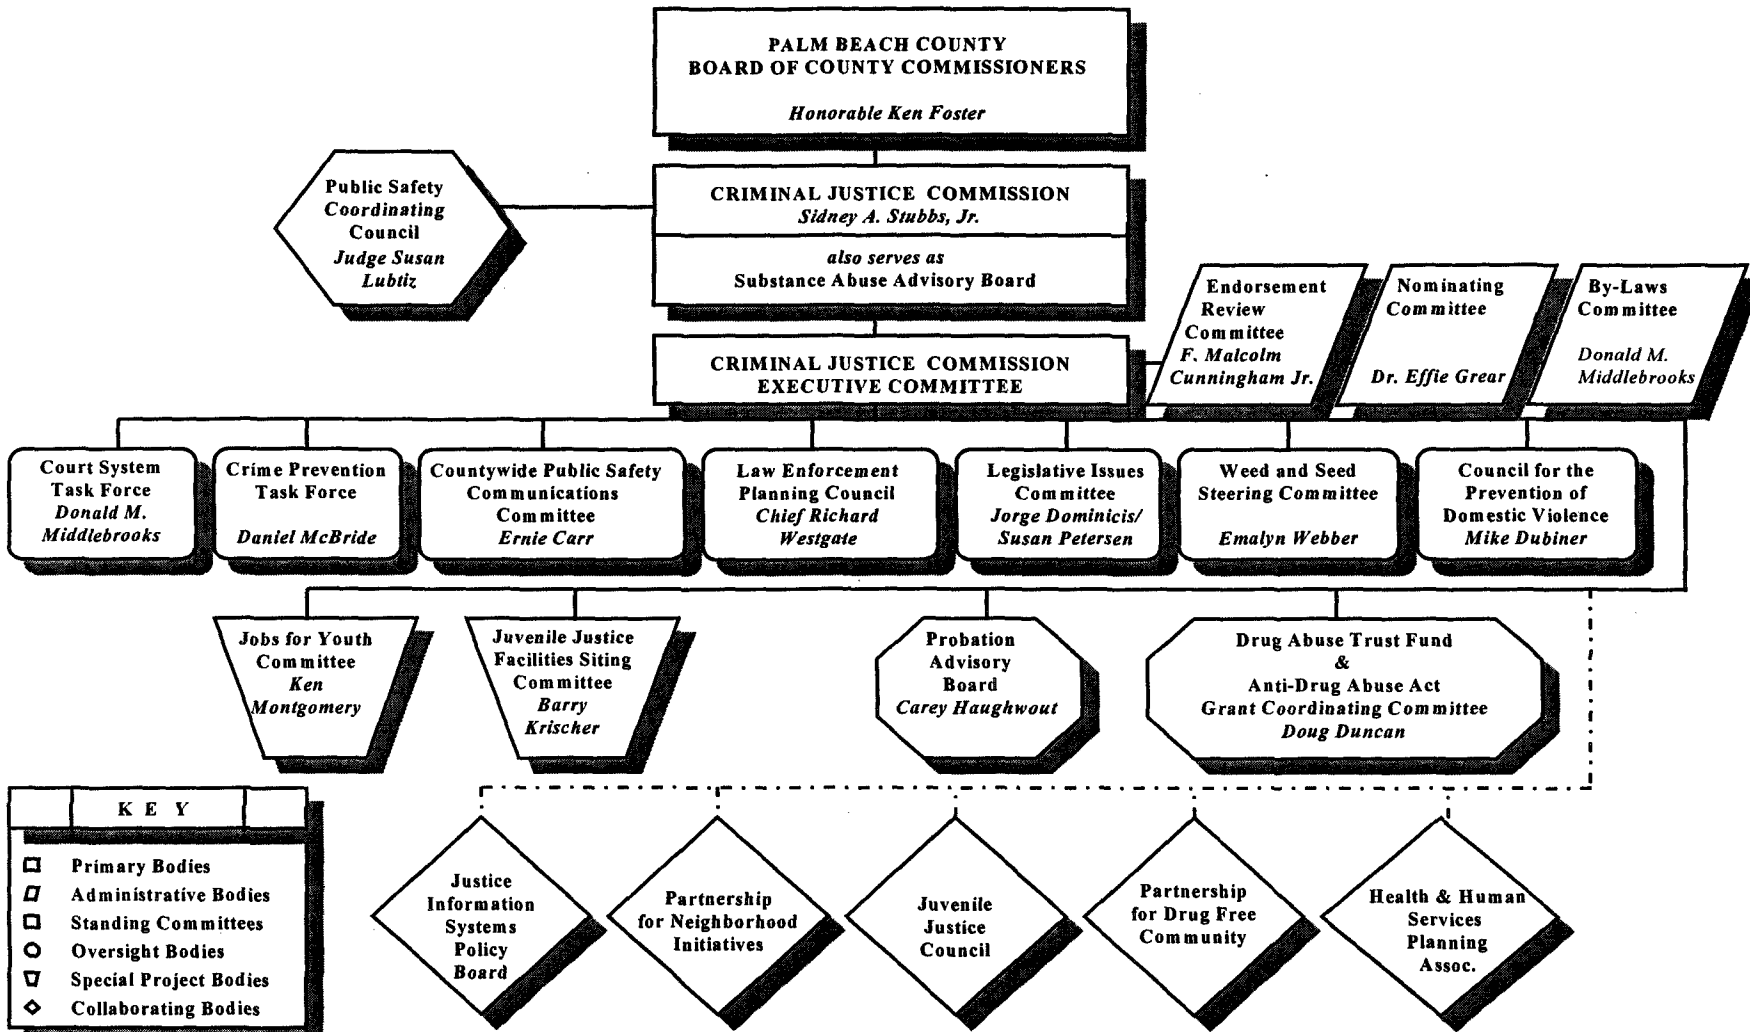 PALM BEACH COUNTY
BOARD OF COUNTY COMMISSIONERS
Honorable Ken Foster
Public Safety
Coordinating
Council
Judge Susan
Lubtiz
CRIMINAL JUSTICE COMMISSION
Sidney A. Stubbs, Jr.
also serves as
Substance Abuse Advisory Board
CRIMINAL JUSTICE COMMISSION
EXECUTIVE COMMITTEE
Endorsement
Review
Committee
F. Malcolm
Cunningham Jr.
Nominating
Committee
Dr. Effie Grear
By-Laws
Committee
Donald M.
Middlebrooks
Court System
Task Force
Donald M.
Middlebrooks
Crime Prevention
Task Force
Daniel McBride
Countywide Public Safety
Communications
Committee
Ernie Carr
Law Enforcement
Planning Council
Chief Richard
Westgate
Legislative Issues
Committee
Jorge Dominicis/
Susan Petersen
Weed and Seed
Steering Committee
Emalyn Webber
Council for the
Prevention of
Domestic Violence
Mike Dubiner
Jobs for Youth
Committee
Ken
Montgomery
Juvenile Justice
Facilities Siting
Committee
Barry
Krischer
Probation
Advisory
Board
Carey Haughwout
Drug Abuse Trust Fund
&
Anti-Drug Abuse Act
Grant Coordinating Committee
Doug Duncan
KEY
Primary Bodies
Administrative Bodies
Standing Committees
Oversight Bodies
Special Project Bodies
Collaborating Bodies
Justice
Information
Systems
Policy
Board
Partnership
for Neighborhood
Initiatives
Juvenile
Justice
Council
Partnership
for Drug Free
Community
Health & Human
Services
Planning
Assoc.